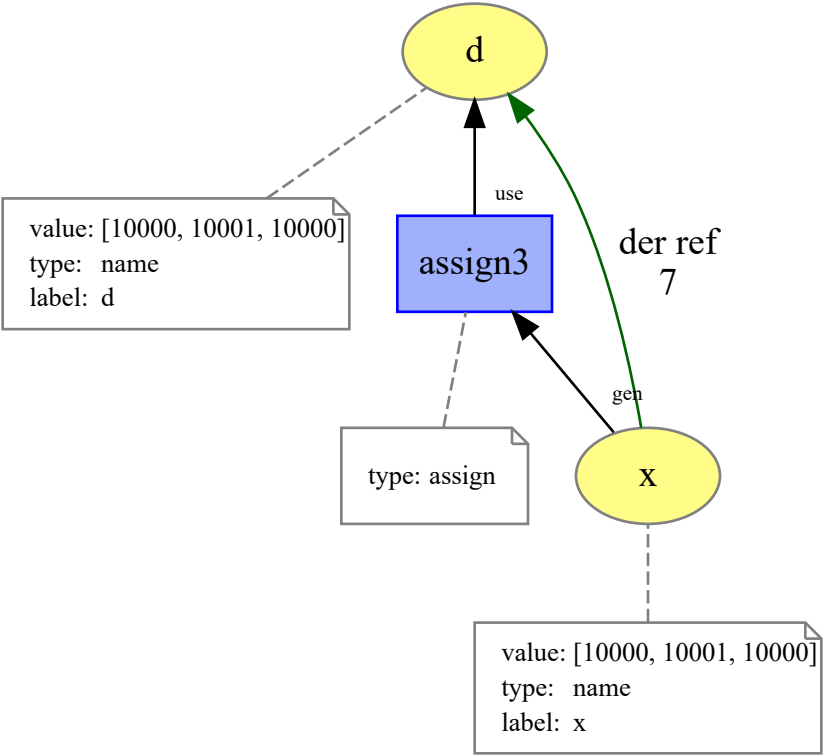 d
use
value: [10000, 10001, 10000]
type: name
label: d
assign3
der ref
7
gen
type: assign
x
value: [10000, 10001, 10000]
type: name
label: x